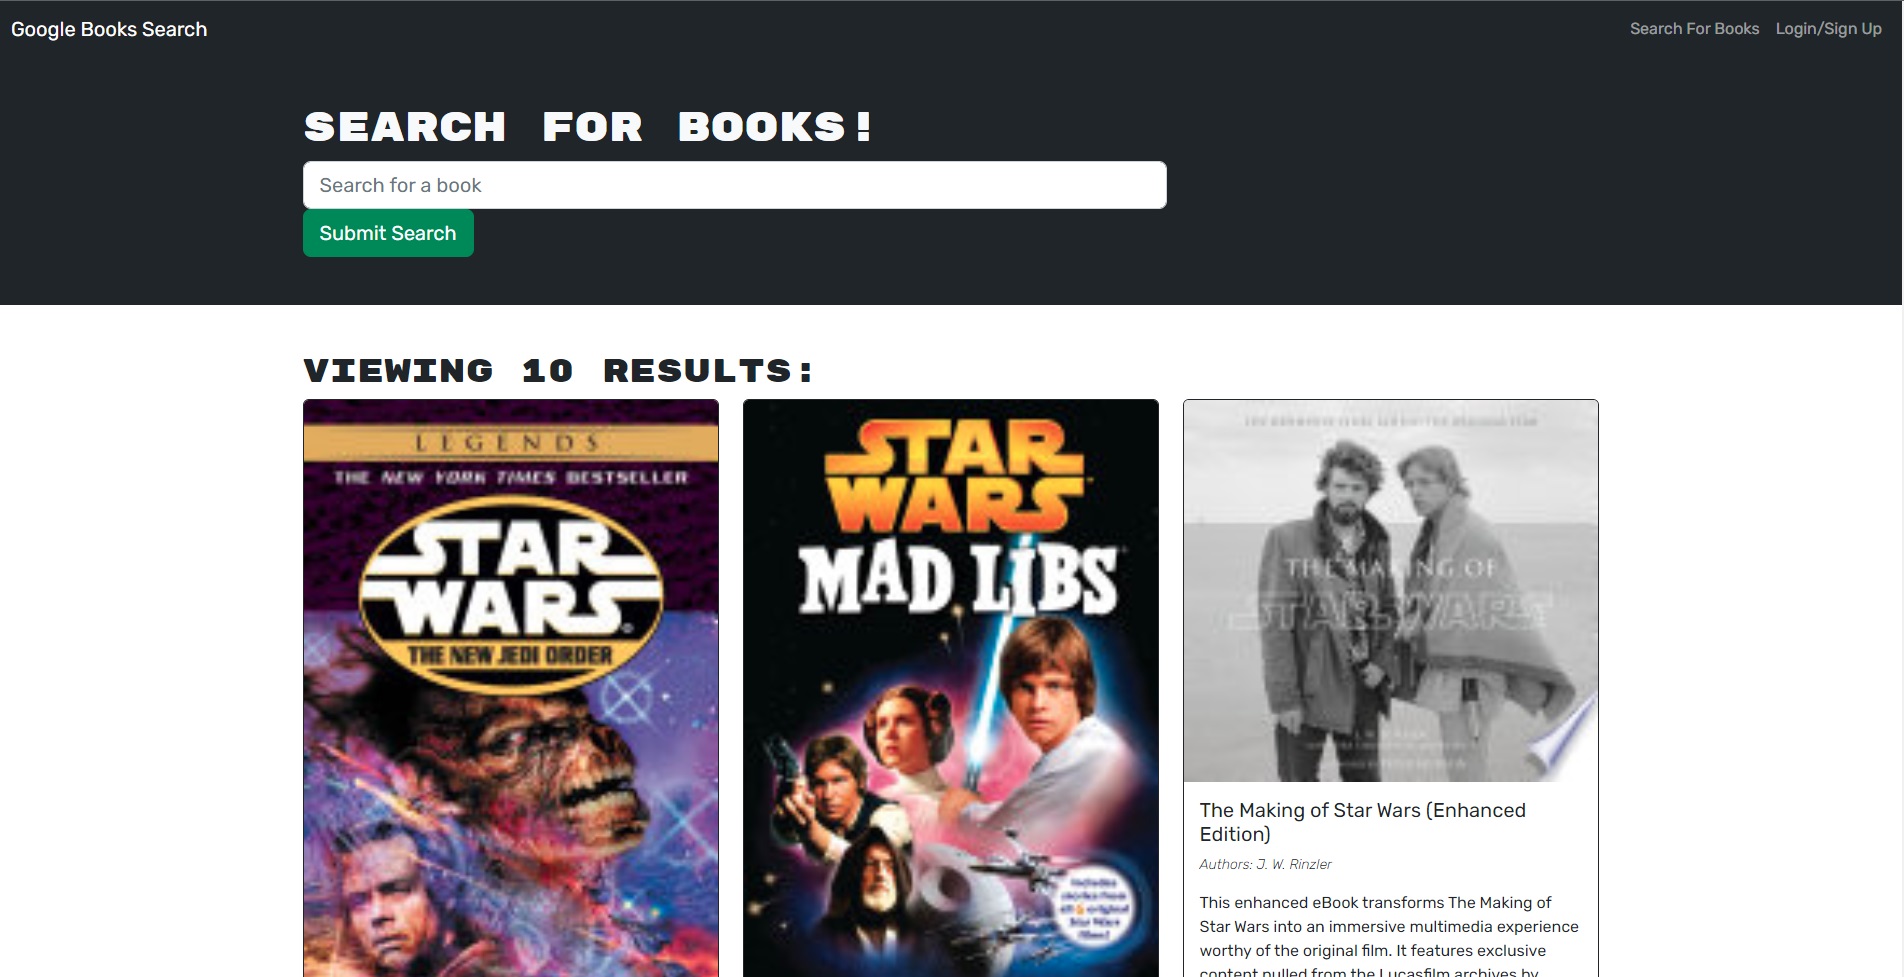 Google Books Search
Search For Books
Login/Sign Up
SEARCH FOR BOOKS!
Search for a book
Submit Search
VIEWING 10 RESULTS:
LEGENDS
THE NEW YORK TIMES BESTSELLER
STAR
WARS
THE NEW JEDI ORDER
STAR
WARS
MAD LIBS
Includes
THE MAKING OF
STAR WARS
The Making of Star Wars (Enhanced
Edition)
Authors: J. W. Rinzler
This enhanced eBook transforms The Making of
Star Wars into an immersive multimedia experience
worthy of the original film. It features exclusive
content pulled from the Lucasfilm archives by